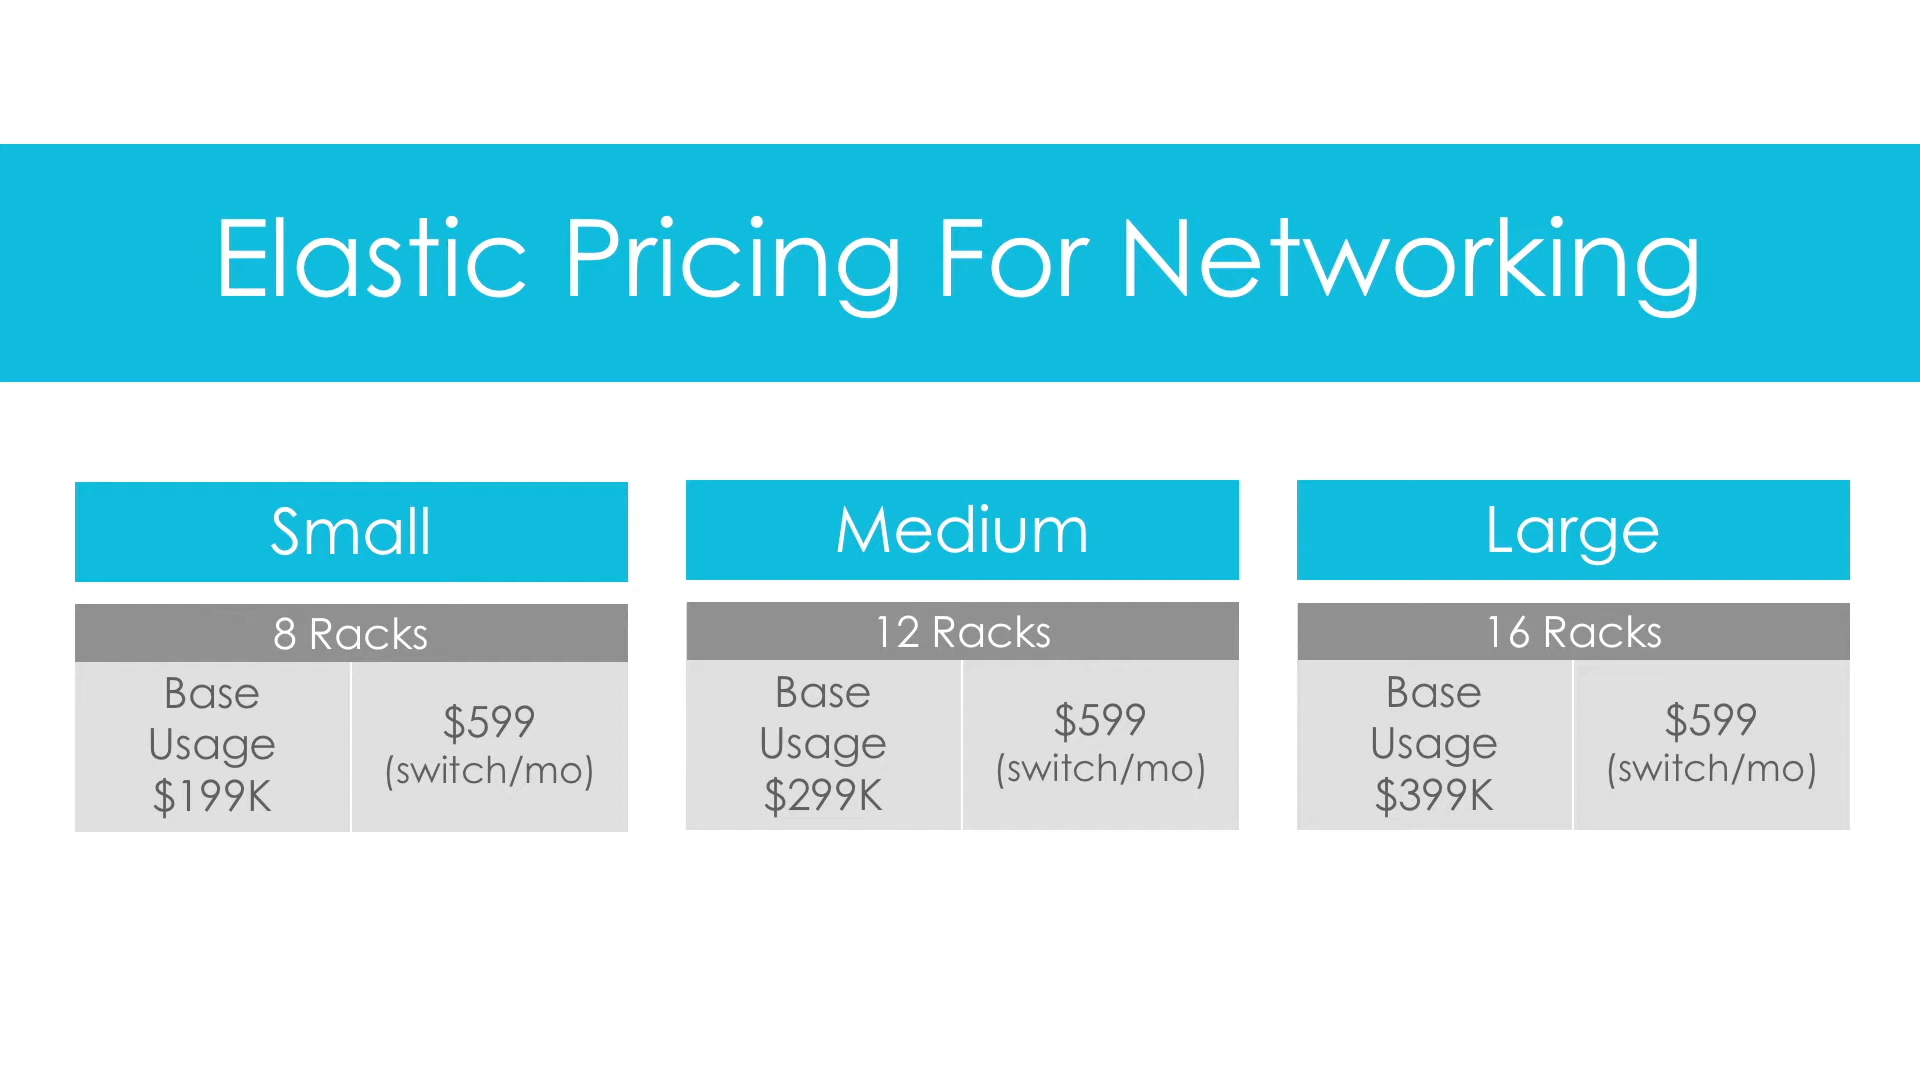 Elastic Pricing For Networking
Small
8 Racks
Base
Usage
$199K
$599
(switch/mo)
Medium
12 Racks
Base
Usage
$299K
$599
(switch/mo)
Large
16 Racks
Base
Usage
$399K
$599
(switch/mo)